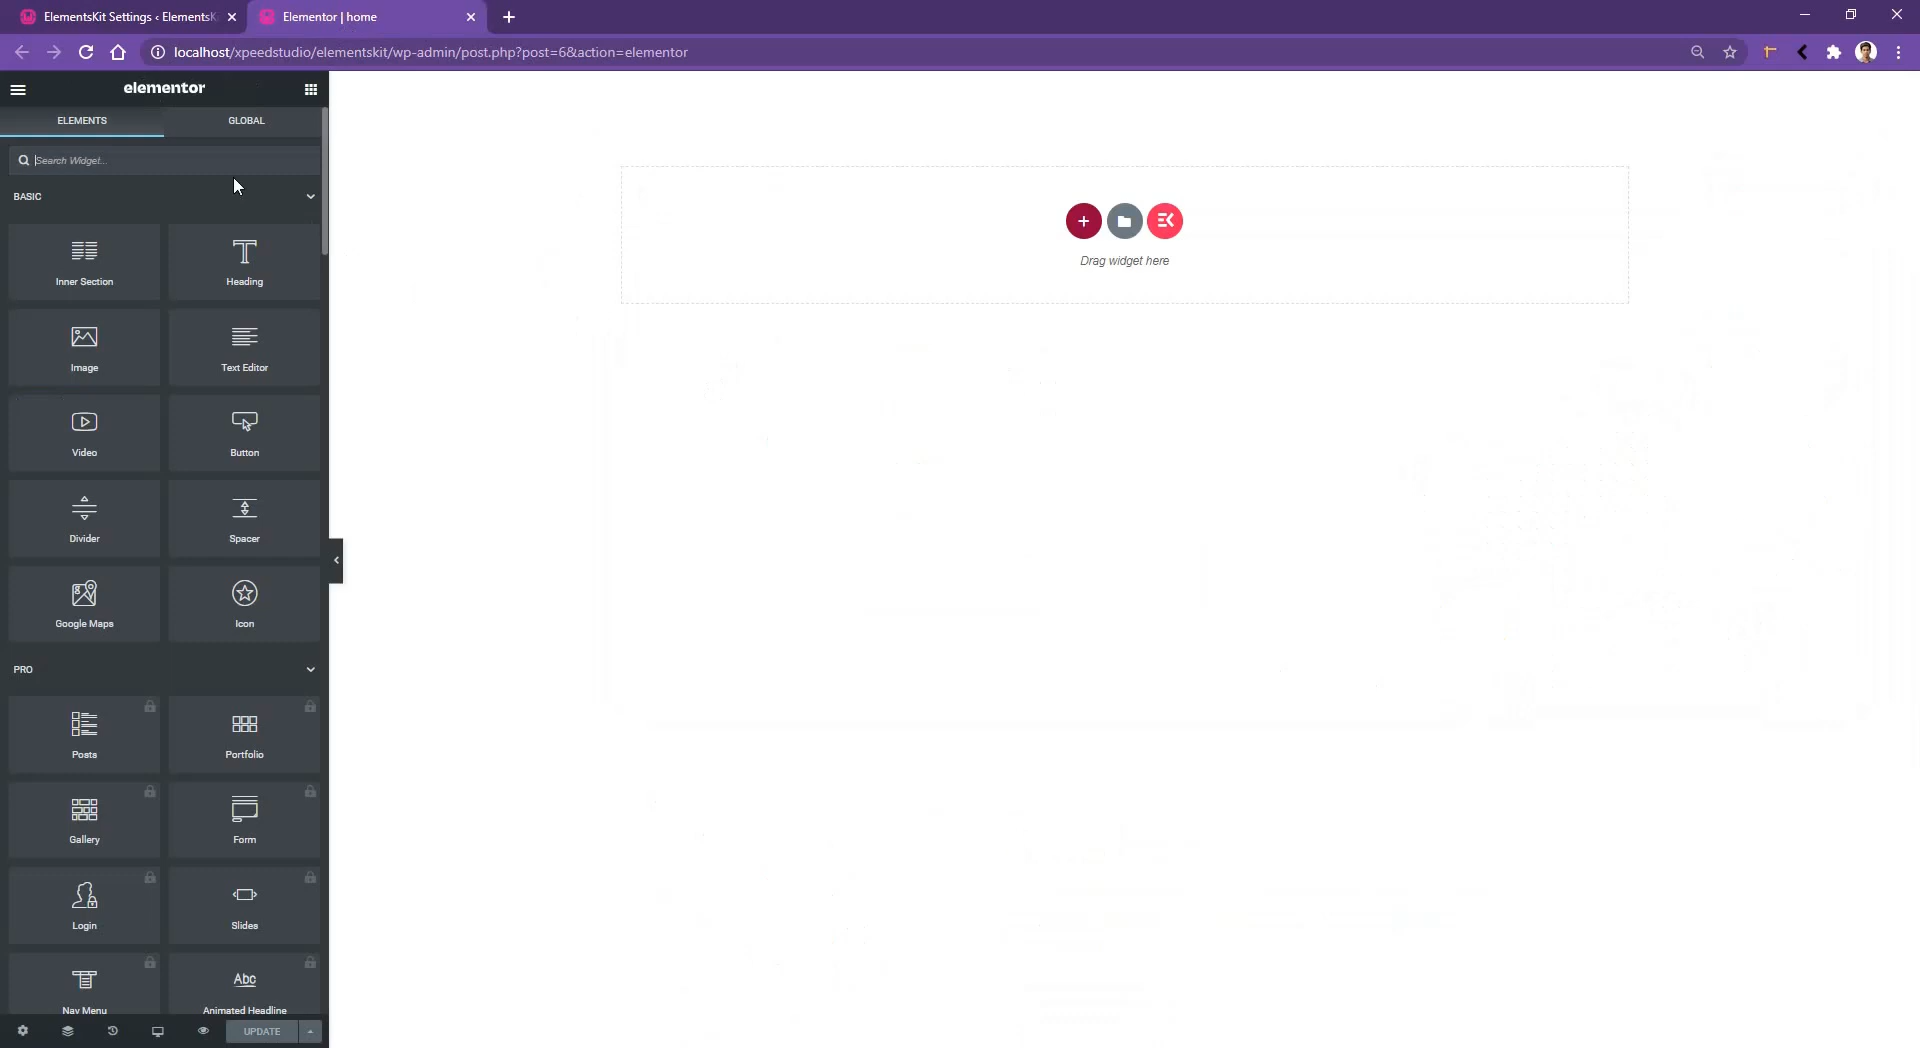 ElementsKit Settings ‹ ElementsK
Elementor | home
localhost/xpeedstudio/elementskit/wp-admin/post.php?post=6&action=elementor
elementor
ELEMENTS
GLOBAL
Search Widget...
BASIC
Inner Section
Heading
Image
Text Editor
Video
Button
Divider
Spacer
Google Maps
Icon
PRO
Posts
Portfolio
Gallery
Form
Login
Slides
Nav Menu
Abc
Animated Headline
UPDATE
Drag widget here